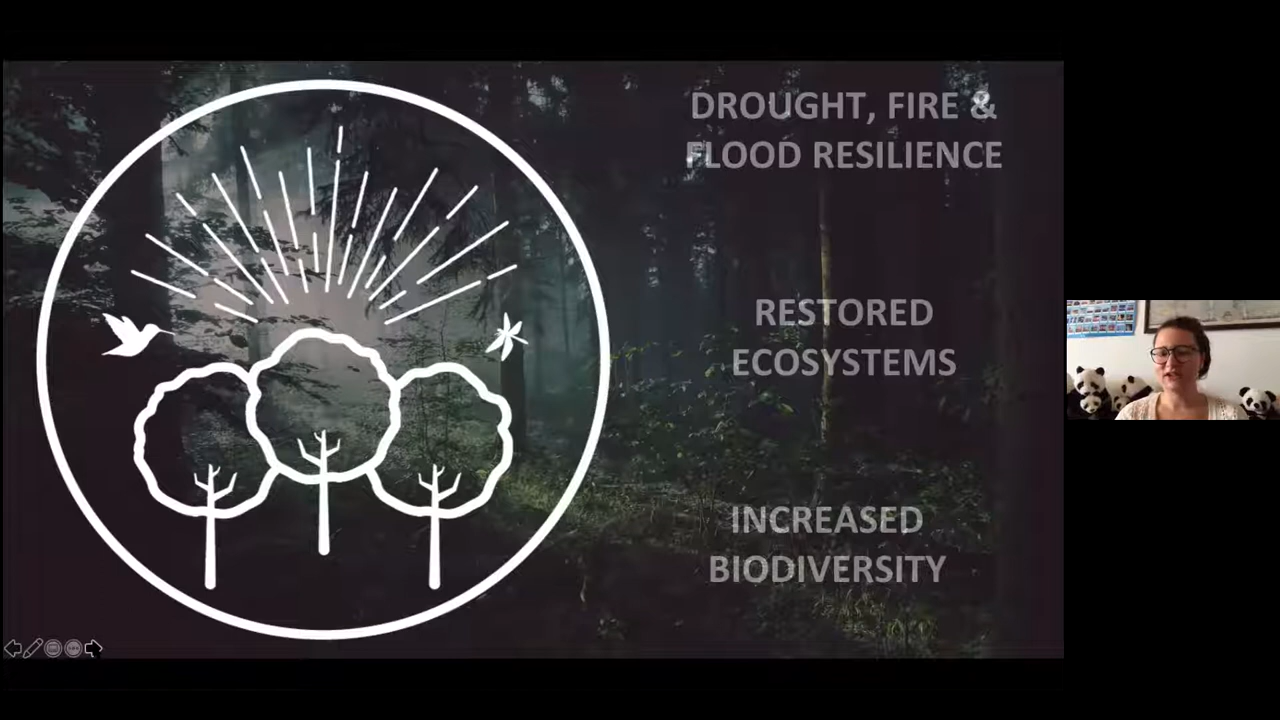 DROUGHT, FIRE &
FLOOD RESILIENCE
RESTORED
ECOSYSTEMS
INCREASED
BIODIVERSITY